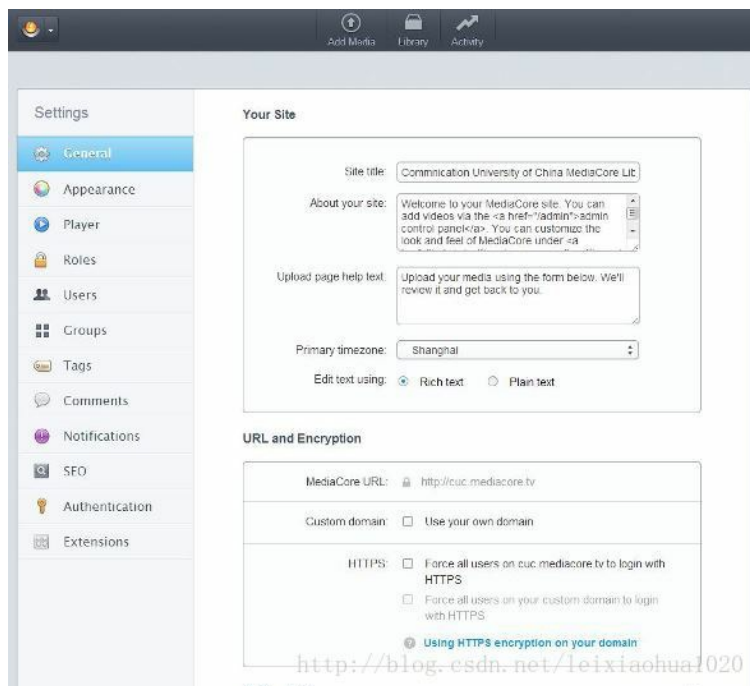 Add Media Library Activity
Settings
General
Appearance
Player
Roles
Users
Groups
Tags
Comments
Notifications
SEO
Authentication
Extensions
Your Site
Site title: Commnication University of China MediaCore Lib
About your site: Welcome to your MediaCore site. You can
add videos via the <a href="/admin">admin
control panel</a>. You can customize the
look and feel of MediaCore under <a
Upload page help text: Upload your media using the form below. We'll
review it and get back to you.
Primary timezone: Shanghai
Edit text using: Rich text Plain text
URL and Encryption
MediaCore URL: http://cuc.mediacore.tv
Custom domain: Use your own domain
HTTPS: Force all users on cuc.mediacore.tv to login with
HTTPS
Force all users on your custom domain to login
with HTTPS
Using HTTPS encryption on your domain
http://blog.csdn.net/leixiaohua1020